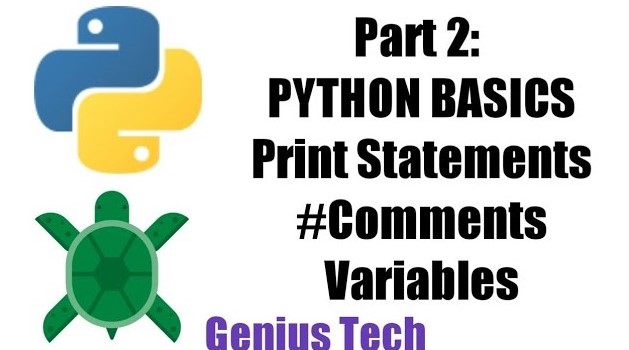 Part 2:
PYTHON BASICS
Print Statements
#Comments
Variables
Genius Tech